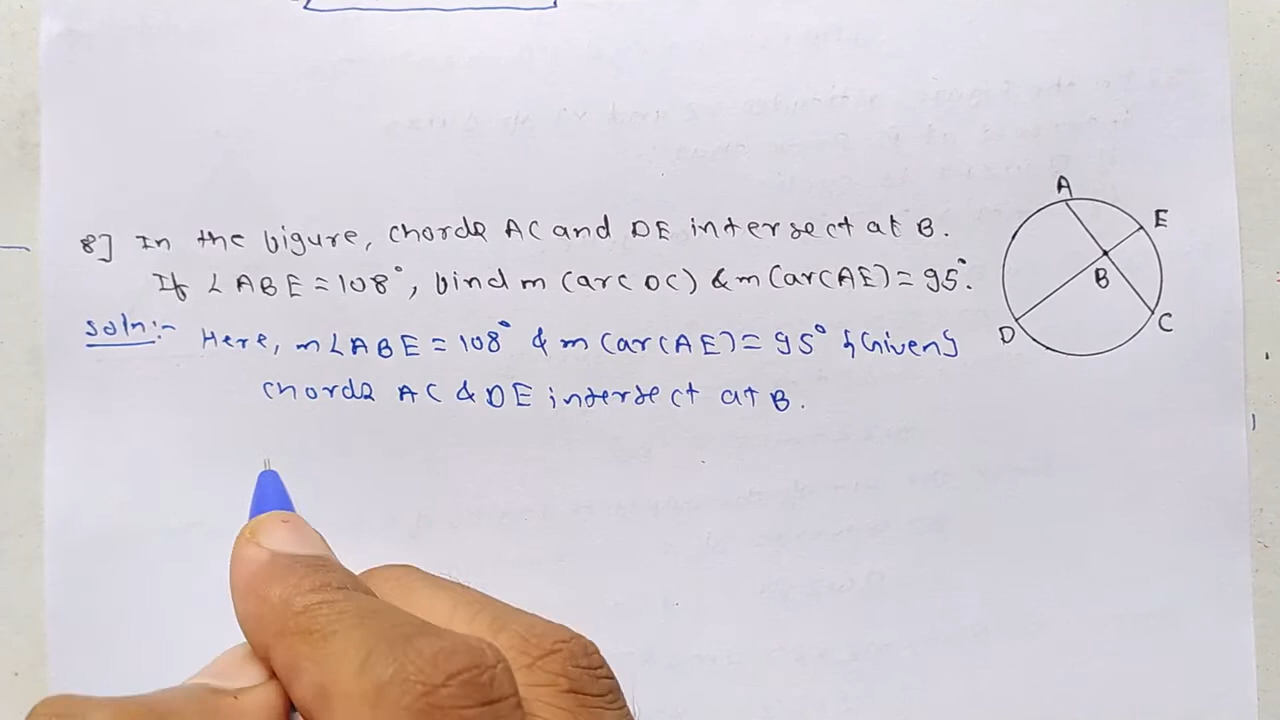 8] In the figure, chords AC and DE intersect at B.
If ∠ABE = 108°, find m (arc DC) & m (arc AE) = 95°.
Soln:- Here, m∠ABE = 108° & m (arc AE) = 95° {Given}
chords AC & DE intersect at B.
A
E
B
D
C